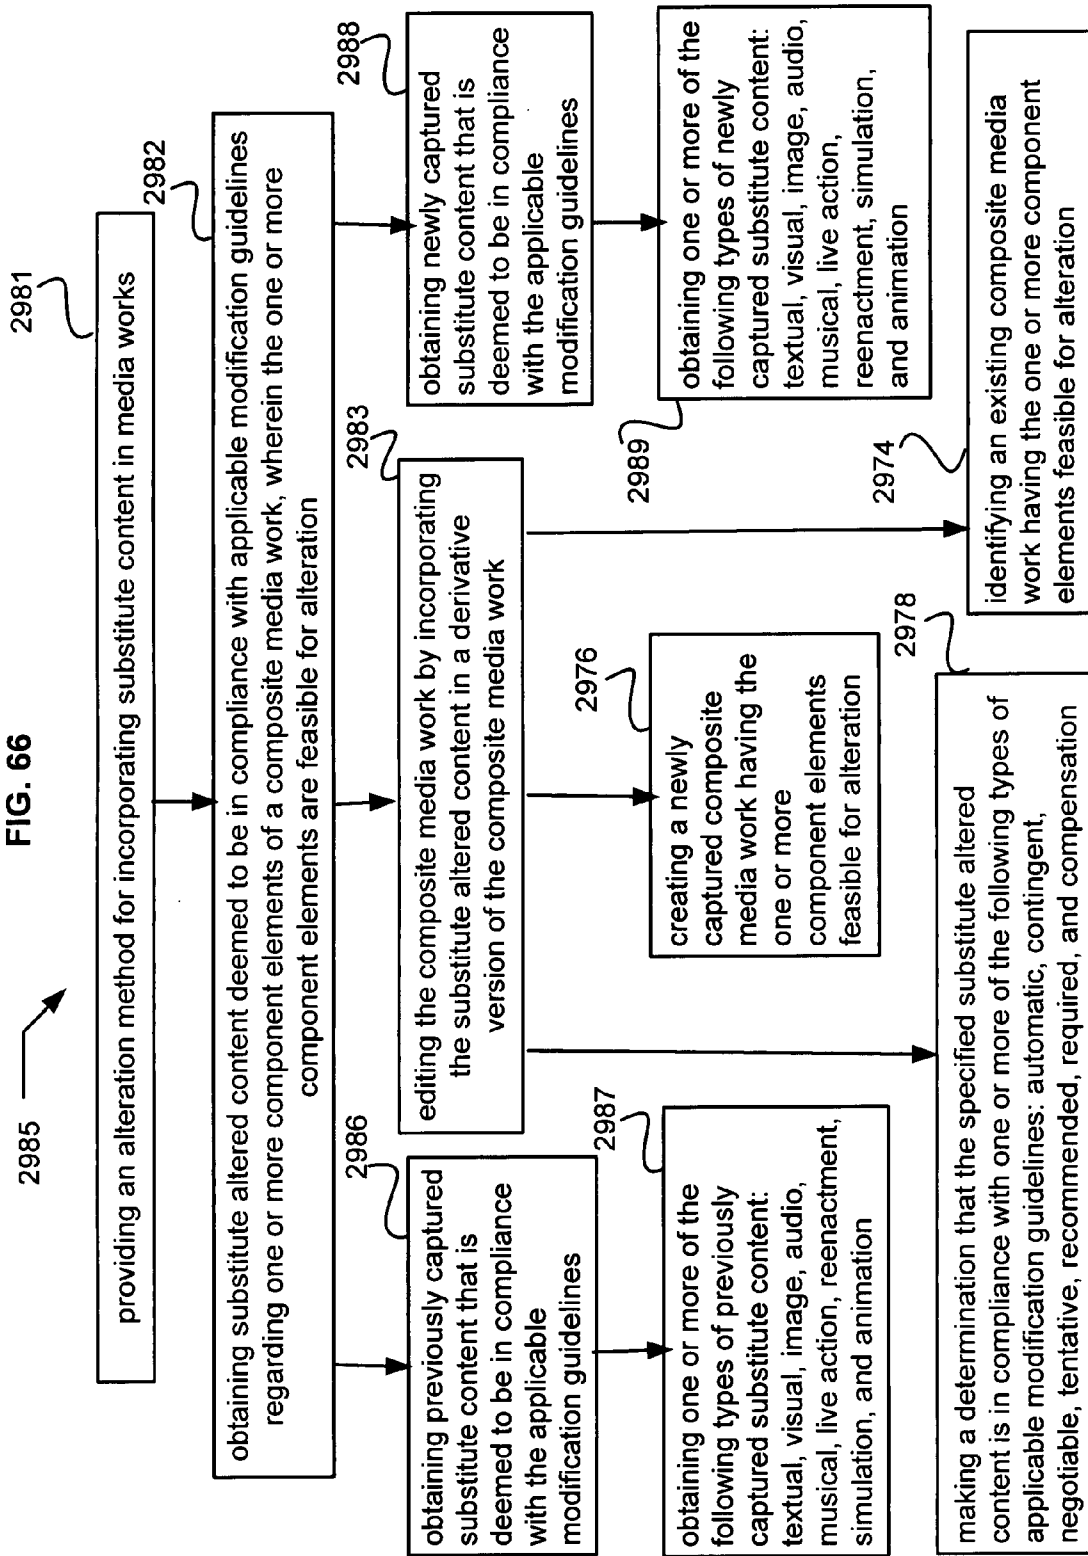 FIG. 66
2985
2981
providing an alteration method for incorporating substitute content in media works
2982
obtaining substitute altered content deemed to be in compliance with applicable modification guidelines
regarding one or more component elements of a composite media work, wherein the one or more
component elements are feasible for alteration
2986
obtaining previously captured
substitute content that is
deemed to be in compliance
with the applicable
modification guidelines
2983
editing the composite media work by incorporating
the substitute altered content in a derivative
version of the composite media work
2988
obtaining newly captured
substitute content that is
deemed to be in compliance
with the applicable
modification guidelines
2987
obtaining one or more of the
following types of previously
captured substitute content:
textual, visual, image, audio,
musical, live action, reenactment,
simulation, and animation
2976
creating a newly
captured composite
media work having the
one or more
component elements
feasible for alteration
2989
obtaining one or more of the
following types of newly
captured substitute content:
textual, visual, image, audio,
musical, live action,
reenactment, simulation,
and animation
2978
making a determination that the specified substitute altered
content is in compliance with one or more of the following types of
applicable modification guidelines: automatic, contingent,
negotiable, tentative, recommended, required, and compensation
2974
identifying an existing composite media
work having the one or more component
elements feasible for alteration